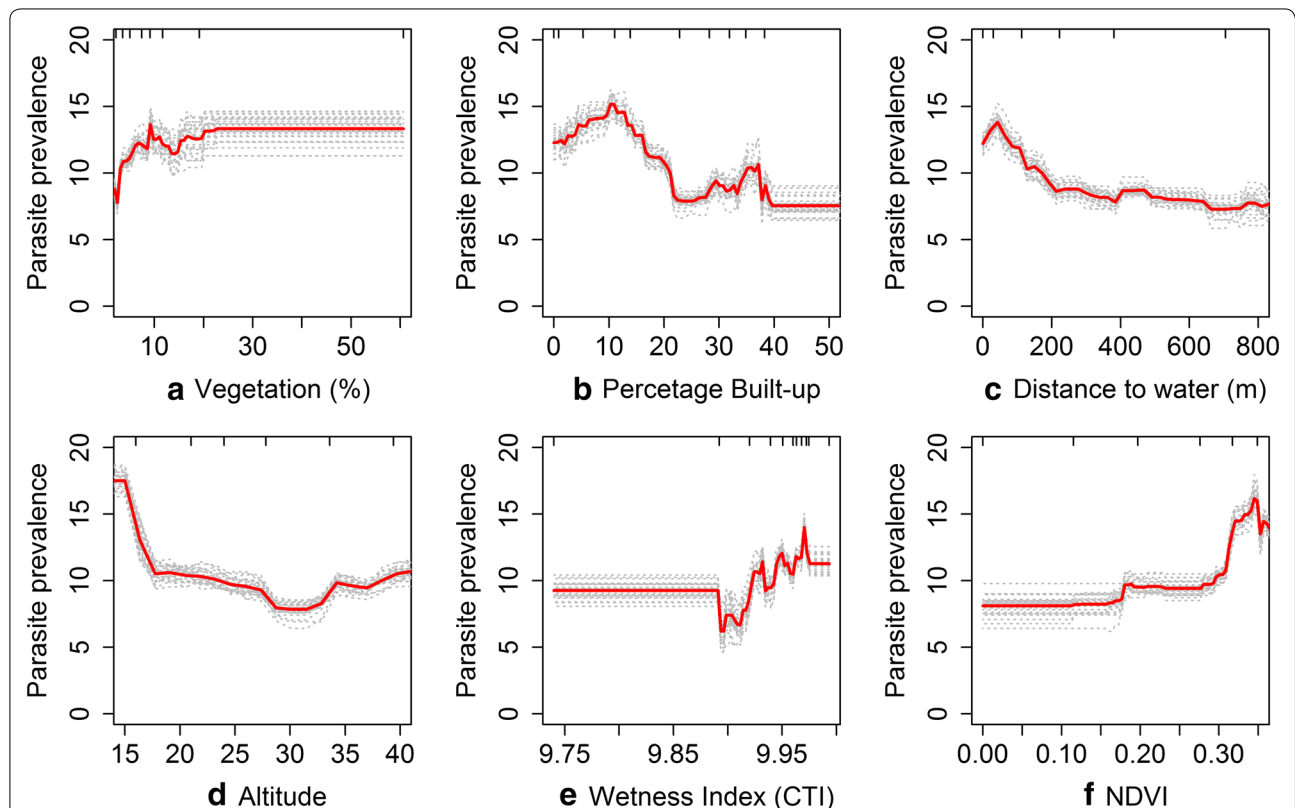 20
15
10
5
0
Parasite prevalence
10 30 50
a Vegetation (%)
20
15
10
5
0
Parasite prevalence
0 10 20 30 40 50
b Percetage Built-up
20
15
10
5
0
Parasite prevalence
0 200 400 600 800
c Distance to water (m)
20
15
10
5
0
Parasite prevalence
15 20 25 30 35 40
d Altitude
20
15
10
5
0
Parasite prevalence
9.75 9.85 9.95
e Wetness Index (CTI)
20
15
10
5
0
Parasite prevalence
0.00 0.10 0.20 0.30
f NDVI